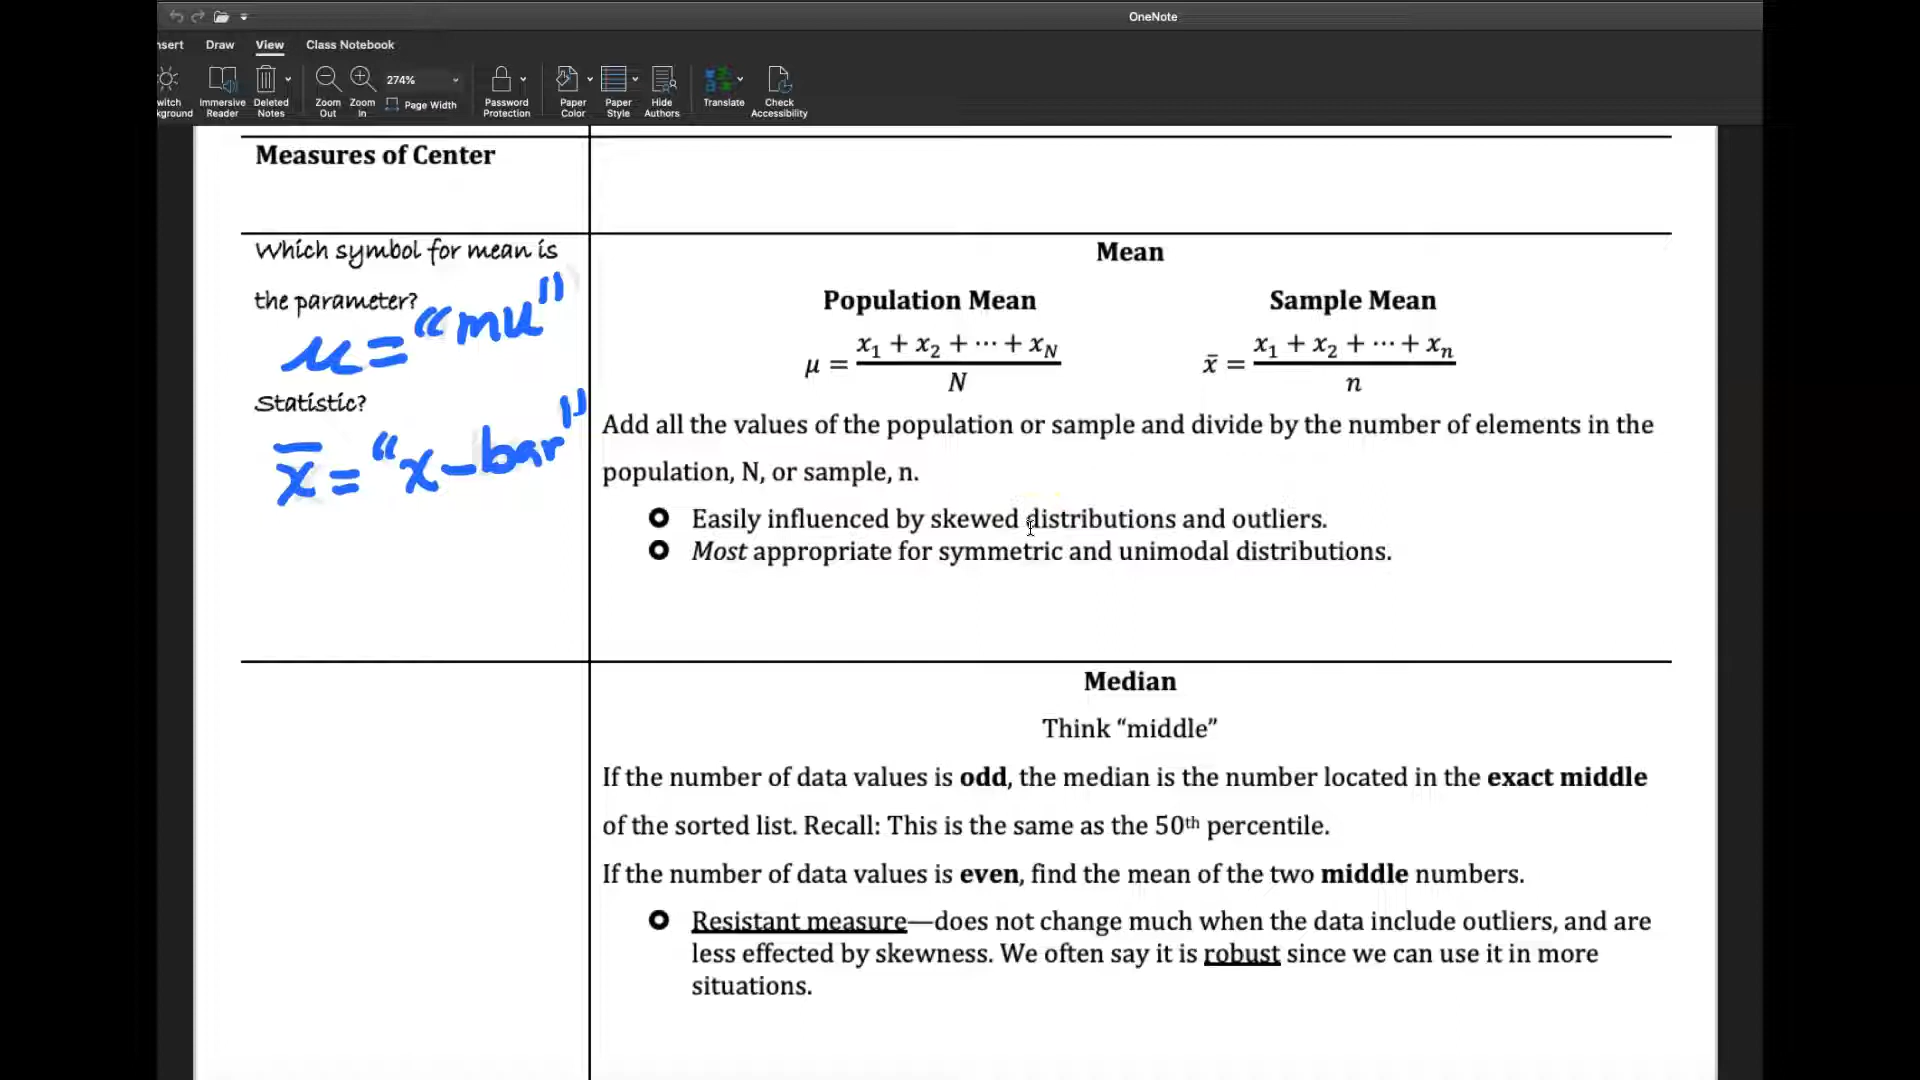 OneNote
nsert Draw View Class Notebook
witch kground
Immersive Reader
Deleted Notes
Zoom Out
Zoom In
274%
Page Width
Password Protection
Paper Color
Paper Style
Hide Authors
Translate
Check Accessibility
Measures of Center
Which symbol for mean is
the parameter?
μ = "mu"
Statistic?
x̄ = "x-bar"
Mean
Population Mean
μ = (x₁ + x₂ + ⋯ + x_N) / N
Sample Mean
x̄ = (x₁ + x₂ + ⋯ + xₙ) / n
Add all the values of the population or sample and divide by the number of elements in the
population, N, or sample, n.
Easily influenced by skewed distributions and outliers.
Most appropriate for symmetric and unimodal distributions.
Median
Think “middle”
If the number of data values is odd, the median is the number located in the exact middle
of the sorted list. Recall: This is the same as the 50th percentile.
If the number of data values is even, find the mean of the two middle numbers.
Resistant measure—does not change much when the data include outliers, and are
less effected by skewness. We often say it is robust since we can use it in more
situations.